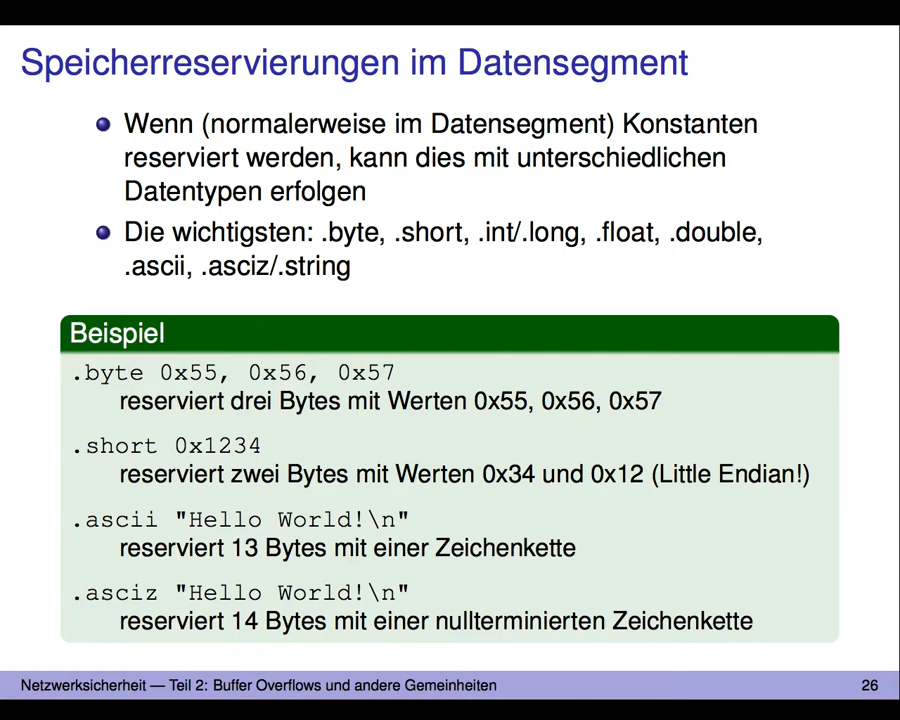 Speicherreservierungen im Datensegment
Wenn (normalerweise im Datensegment) Konstanten
reserviert werden, kann dies mit unterschiedlichen
Datentypen erfolgen
Die wichtigsten: .byte, .short, .int/.long, .float, .double,
.ascii, .asciz/.string
Beispiel
.byte 0x55, 0x56, 0x57
reserviert drei Bytes mit Werten 0x55, 0x56, 0x57
.short 0x1234
reserviert zwei Bytes mit Werten 0x34 und 0x12 (Little Endian!)
.ascii "Hello World!\n"
reserviert 13 Bytes mit einer Zeichenkette
.asciz "Hello World!\n"
reserviert 14 Bytes mit einer nullterminierten Zeichenkette
Netzwerksicherheit — Teil 2: Buffer Overflows und andere Gemeinheiten 26